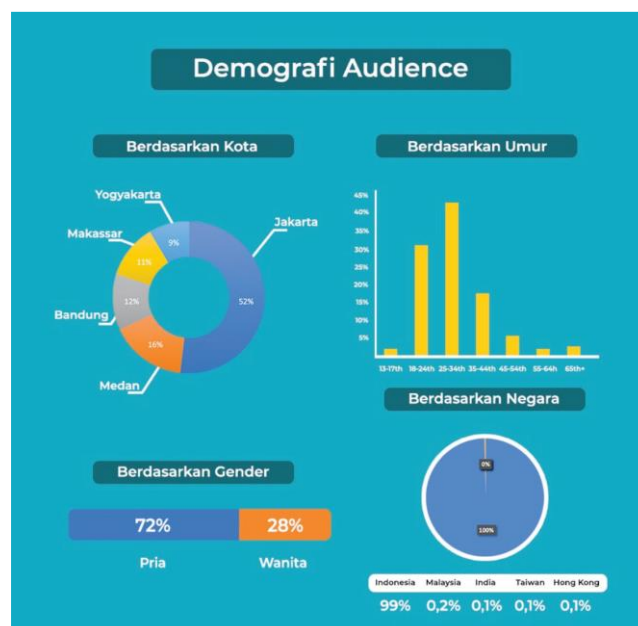 Demografi Audience
Berdasarkan Kota
Yogyakarta
Jakarta
Makassar
9%
11%
Bandung
12%
52%
16%
Medan
Berdasarkan Umur
45%
40%
35%
30%
25%
20%
15%
10%
5%
13-17th 18-24th 25-34th 35-44th 45-54th 55-64h 65th+
Berdasarkan Gender
72% 28%
Pria Wanita
Berdasarkan Negara
0%
100%
Indonesia Malaysia India Taiwan Hong Kong
99% 0,2% 0,1% 0,1% 0,1%